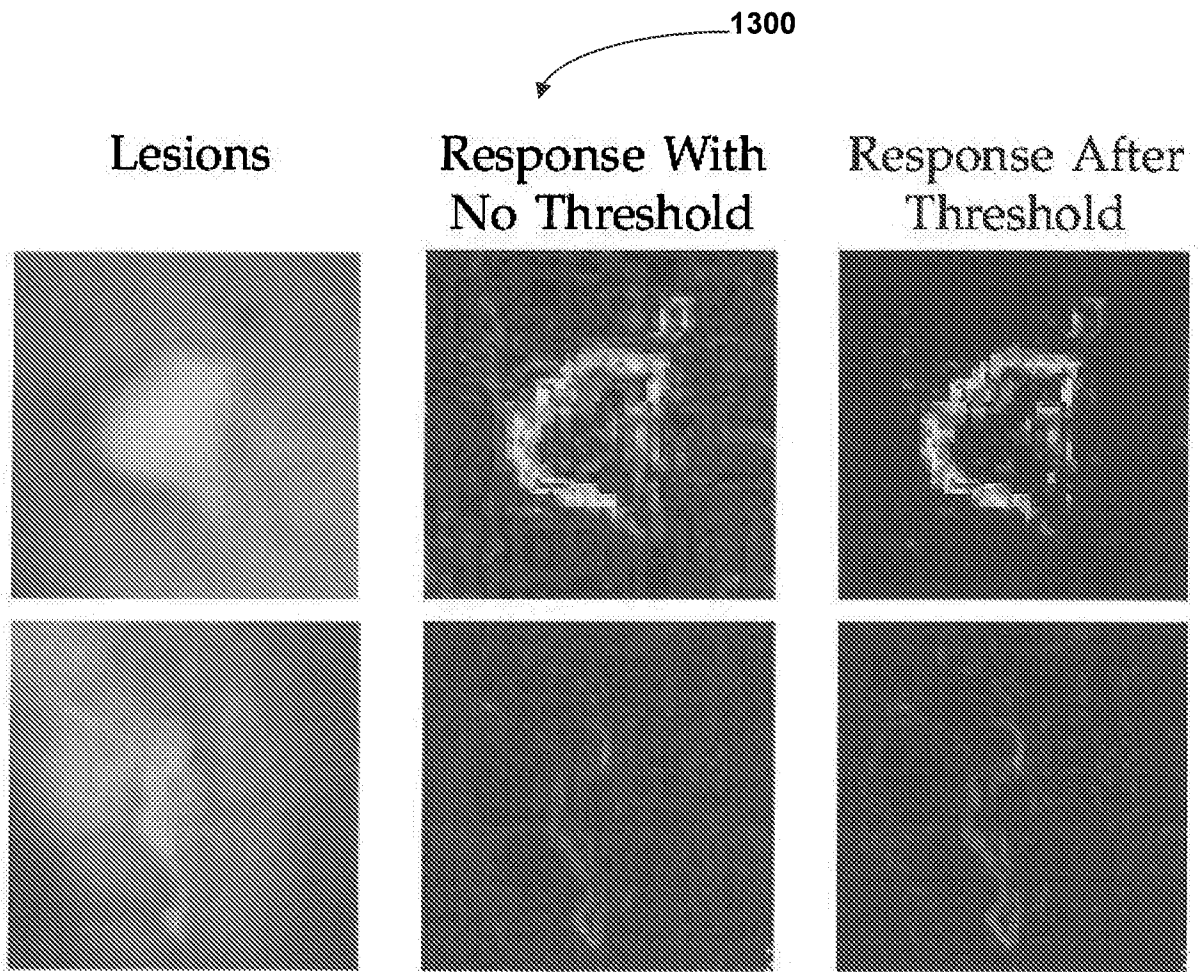 1300
Lesions
Response With
No Threshold
Response After
Threshold